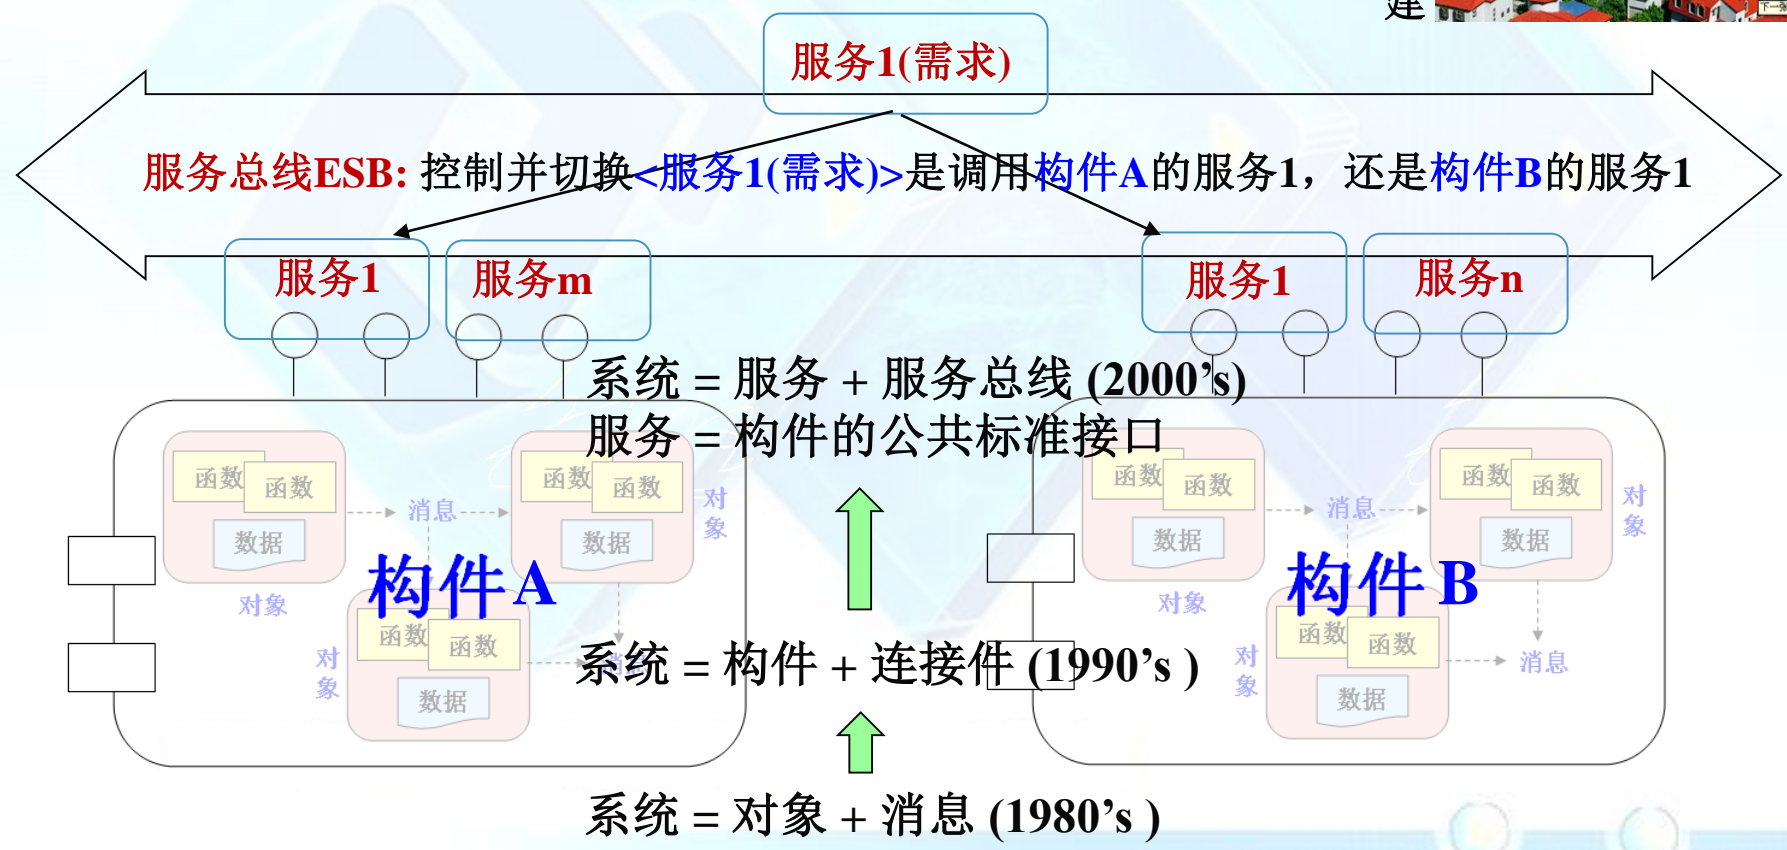 建
下一张
服务1(需求)
服务总线ESB: 控制并切换<服务1(需求)>是调用构件A的服务1，还是构件B的服务1
服务1
服务m
服务1
服务n
系统 = 服务 + 服务总线 (2000’s)
服务 = 构件的公共标准接口
函数
函数
数据
消息
函数
函数
数据
对象
对象
构件A
函数
函数
数据
对象
消息
函数
函数
数据
消息
函数
函数
数据
对象
对象
构件B
函数
函数
数据
对象
消息
系统 = 构件 + 连接件 (1990’s )
系统 = 对象 + 消息 (1980’s )